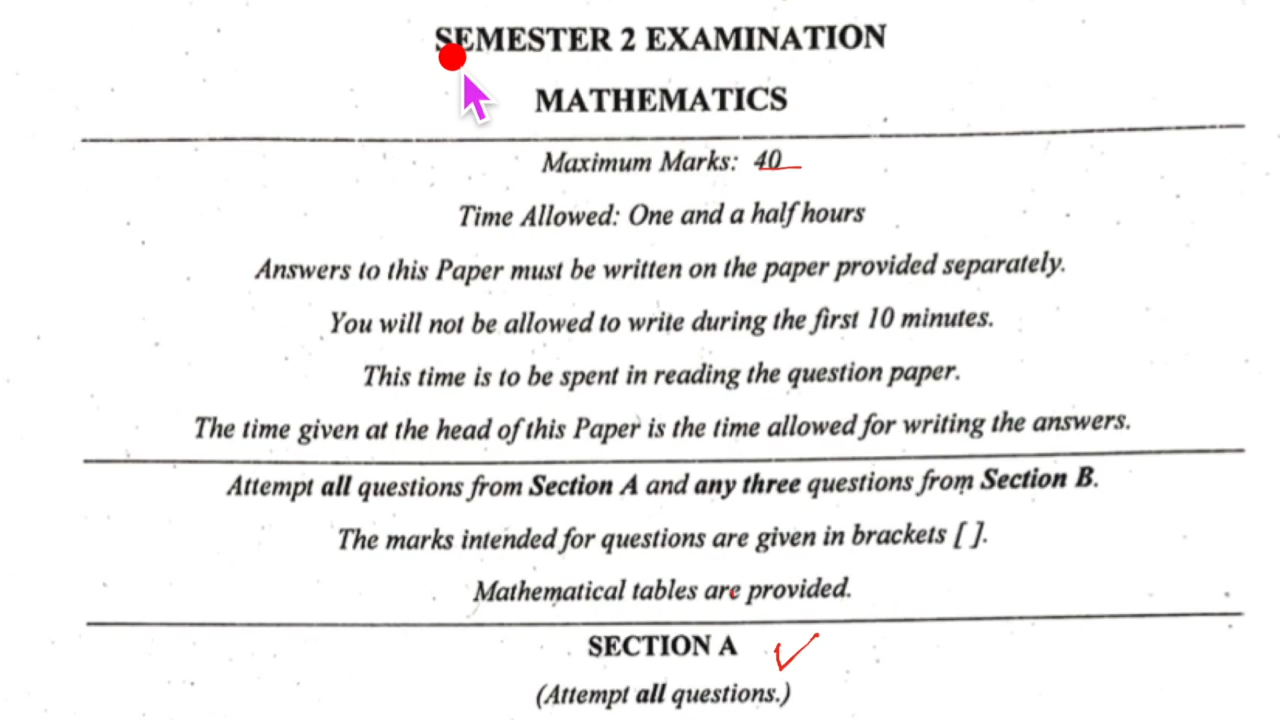 SEMESTER 2 EXAMINATION
MATHEMATICS
Maximum Marks: 40
Time Allowed: One and a half hours
Answers to this Paper must be written on the paper provided separately.
You will not be allowed to write during the first 10 minutes.
This time is to be spent in reading the question paper.
The time given at the head of this Paper is the time allowed for writing the answers.
Attempt all questions from Section A and any three questions from Section B.
The marks intended for questions are given in brackets [ ].
Mathematical tables are provided.
SECTION A
(Attempt all questions.)